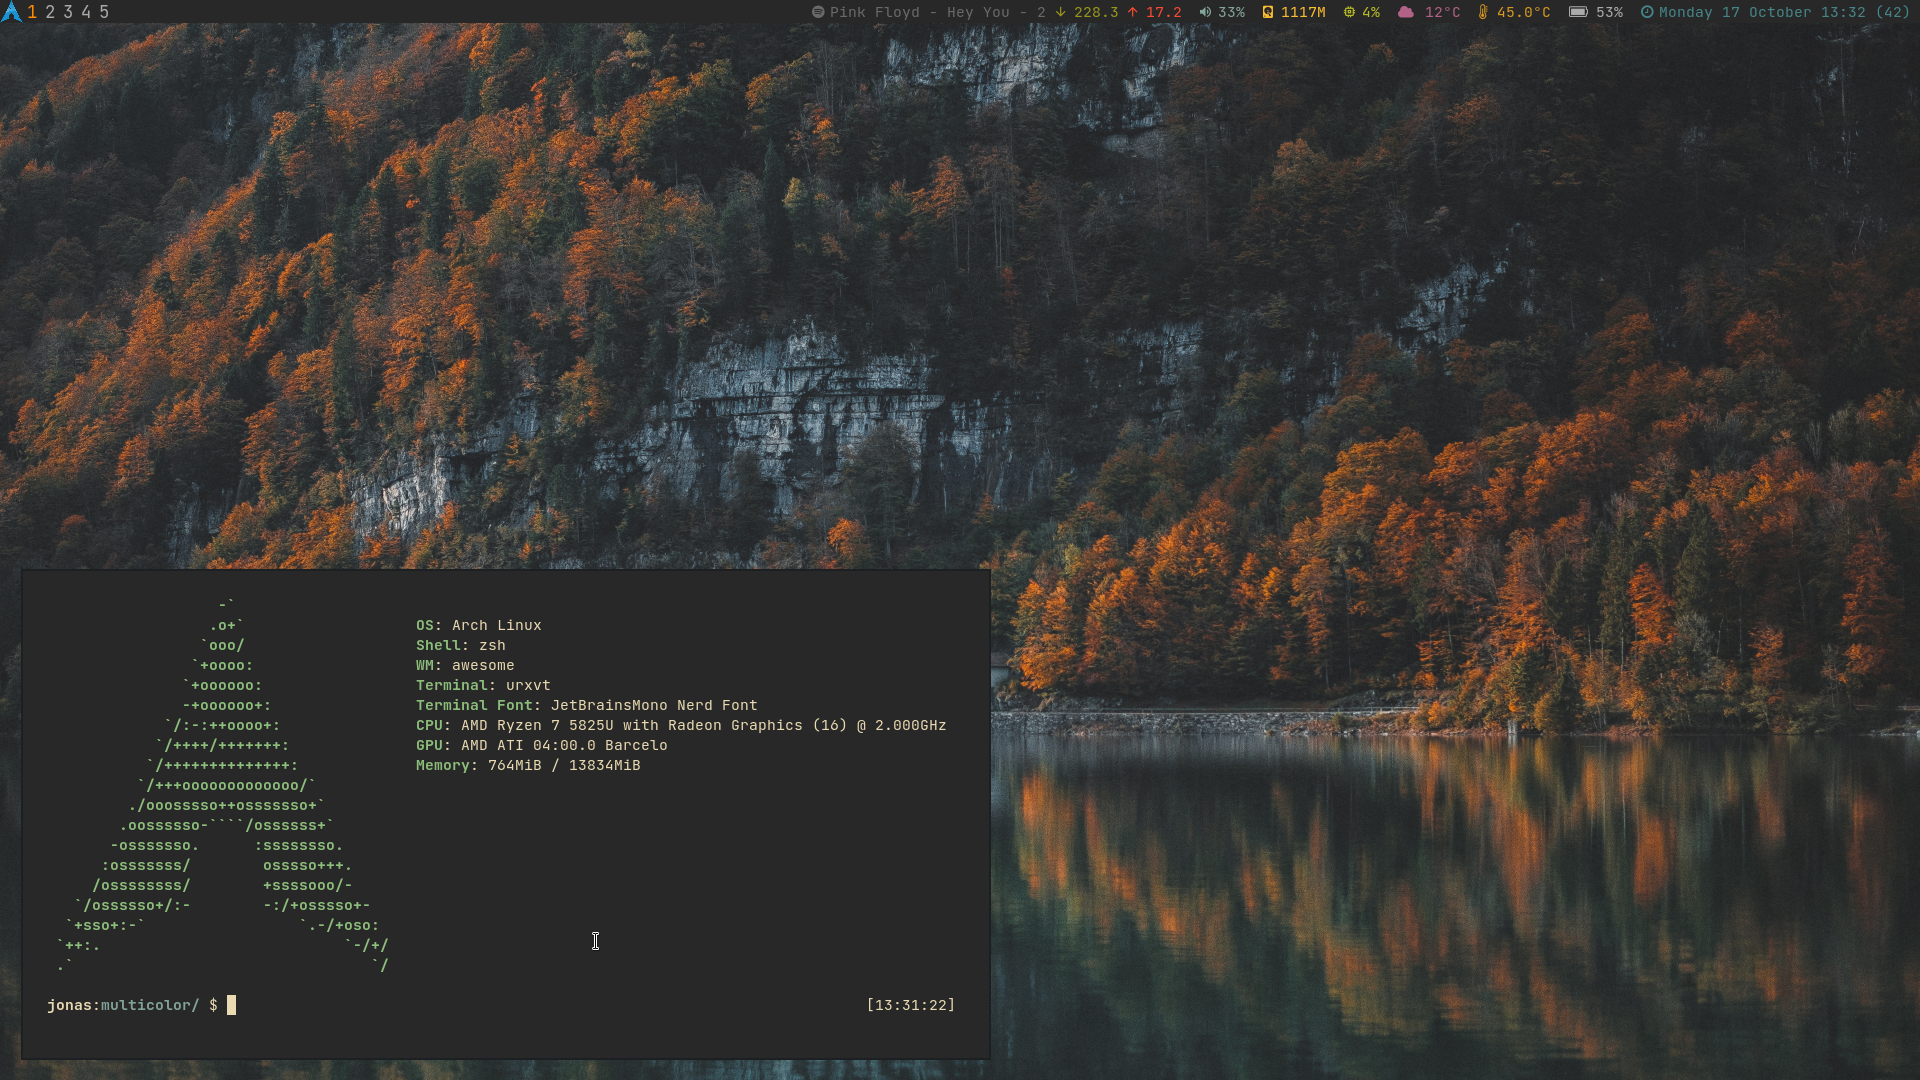 1 2 3 4 5
Pink Floyd - Hey You - 2 ↓ 228.3 ↑ 17.2 33% 1117M 4% 12°C 45.0°C 53% Monday 17 October 13:32 (42)
-`
.o+`
`ooo/
`+oooo:
`+oooooo:
-+oooooo+:
`/:-:++oooo+:
`/++++/+++++++:
`/++++++++++++++:
`/+++ooooooooooooo/`
./ooosssso++osssssso+`
.oossssso-````/ossssss+`
-osssssso. :ssssssso.
:osssssss/ osssso+++.
/ossssssss/ +ssssooo/-
`/ossssso+/:- -:/+osssso+-
`+sso+:-` `.-/+oso:
`++:. `-/+/
.` `/
OS: Arch Linux
Shell: zsh
WM: awesome
Terminal: urxvt
Terminal Font: JetBrainsMono Nerd Font
CPU: AMD Ryzen 7 5825U with Radeon Graphics (16) @ 2.000GHz
GPU: AMD ATI 04:00.0 Barcelo
Memory: 764MiB / 13834MiB
jonas:multicolor/ $ [13:31:22]